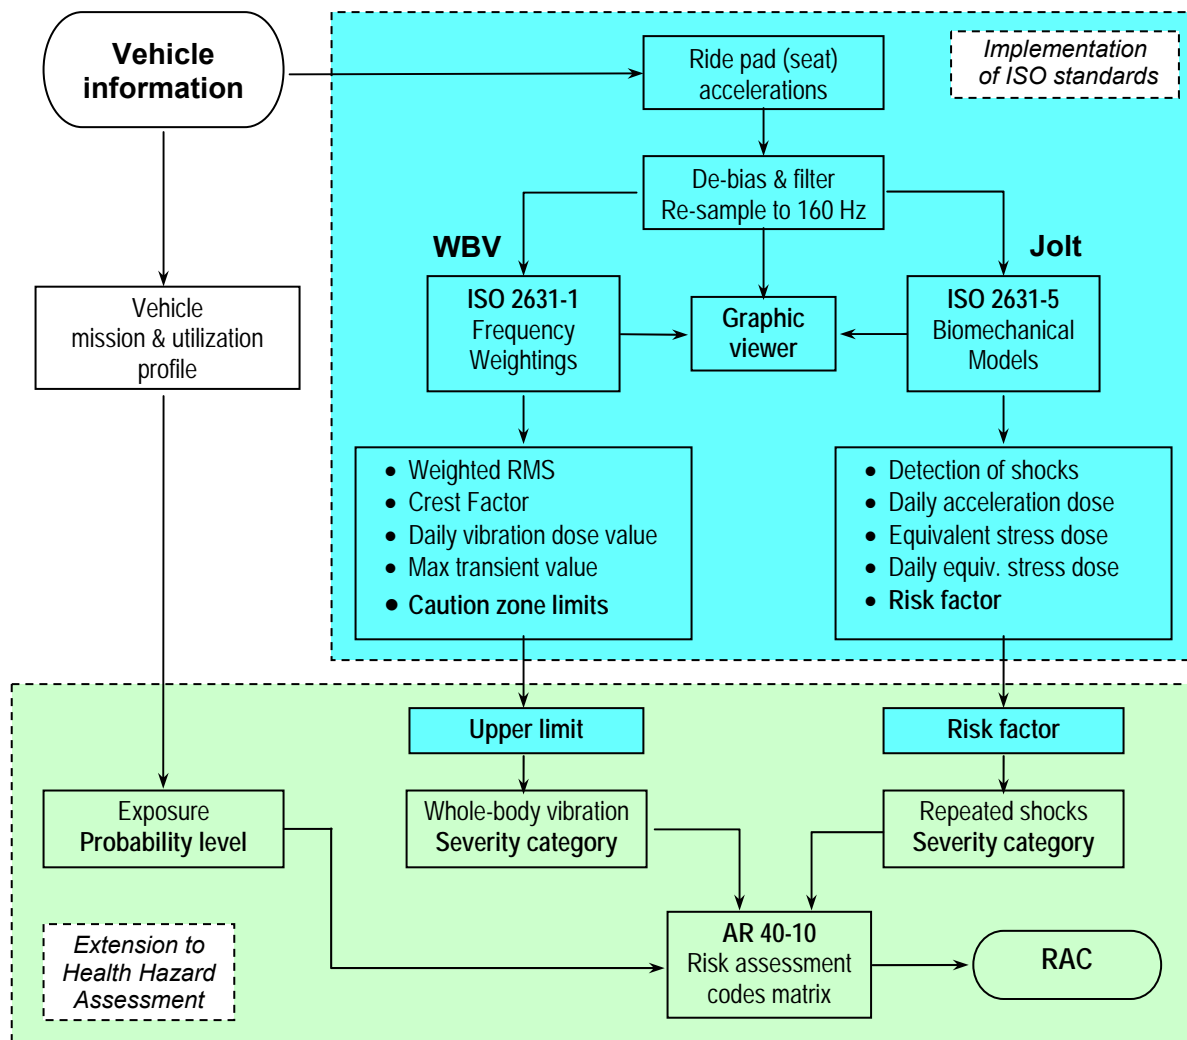 Vehicle
information
Ride pad (seat)
accelerations
Implementation
of ISO standards
De-bias & filter
Re-sample to 160 Hz
WBV
Jolt
Vehicle
mission & utilization
profile
ISO 2631-1
Frequency
Weightings
Graphic
viewer
ISO 2631-5
Biomechanical
Models
• Weighted RMS
• Crest Factor
• Daily vibration dose value
• Max transient value
• Caution zone limits
• Detection of shocks
• Daily acceleration dose
• Equivalent stress dose
• Daily equiv. stress dose
• Risk factor
Upper limit
Risk factor
Exposure
Probability level
Whole-body vibration
Severity category
Repeated shocks
Severity category
Extension to
Health Hazard
Assessment
AR 40-10
Risk assessment
codes matrix
RAC